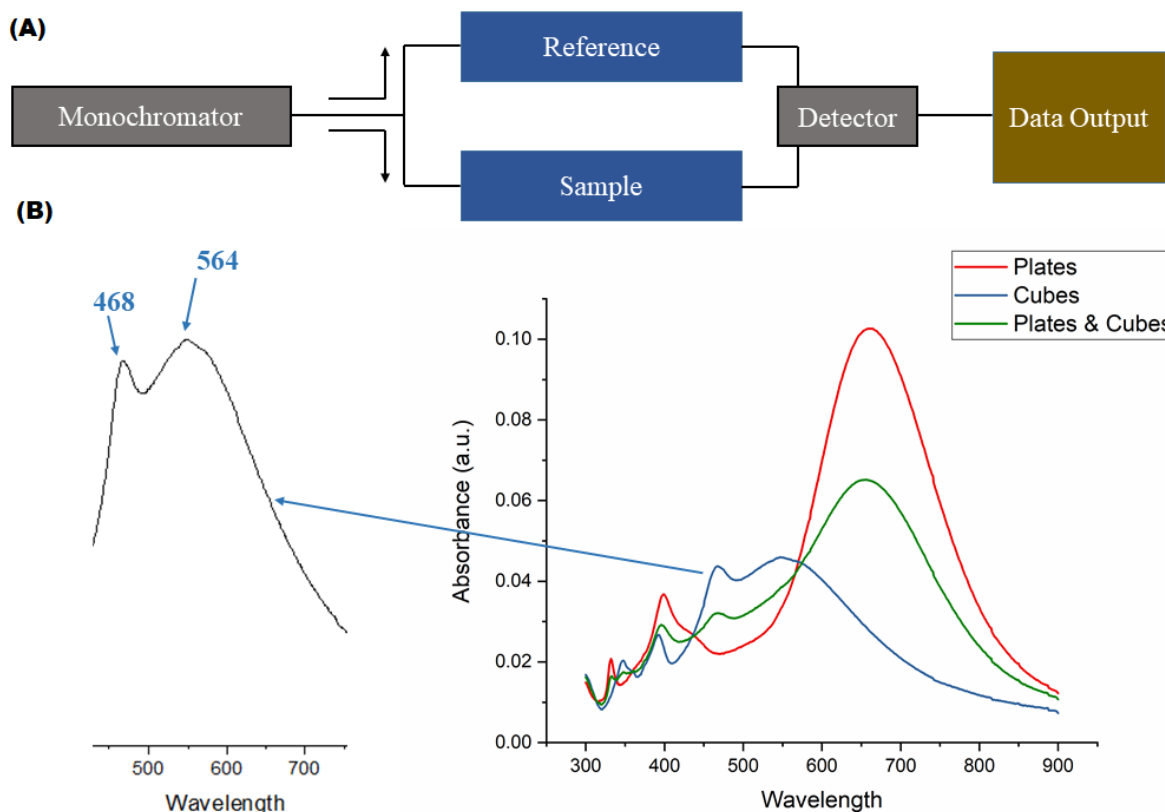 (A)
Monochromator
Reference
Sample
Detector
Data Output
(B)
468
564
500 600 700
Wavelength
Plates
Cubes
Plates & Cubes
Absorbance (a.u.)
0.10
0.08
0.06
0.04
0.02
0.00
300 400 500 600 700 800 900
Wavelength